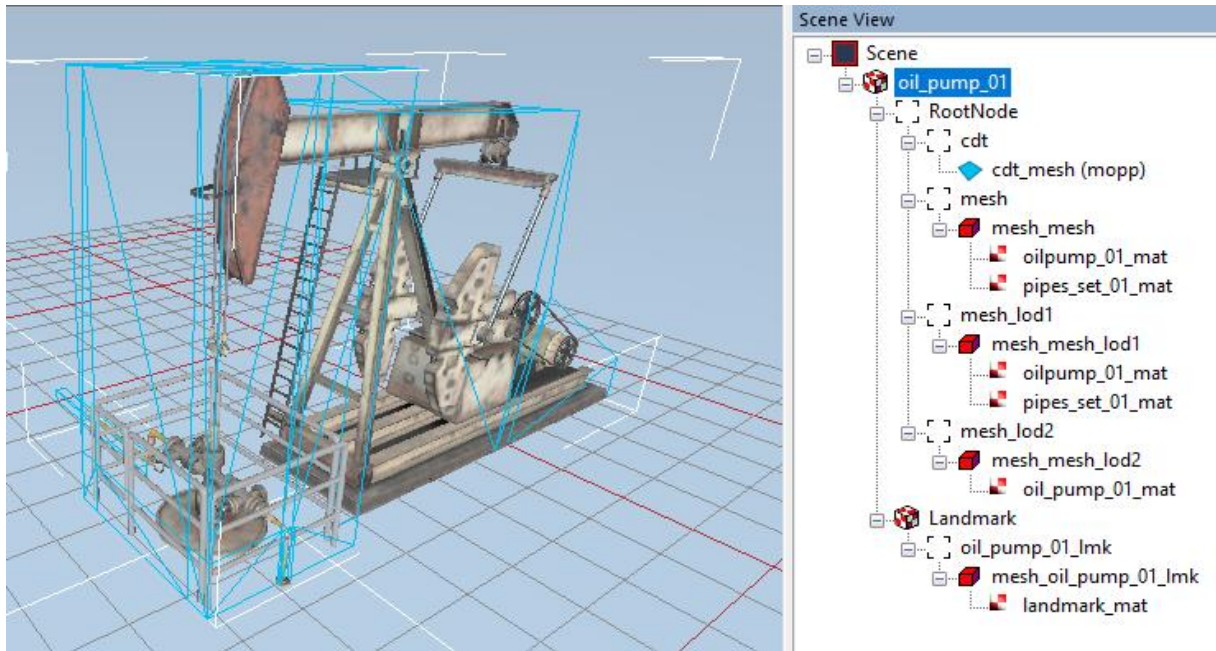 Scene View
Scene
oil_pump_01
RootNode
cdt
cdt_mesh (mopp)
mesh
mesh_mesh
oilpump_01_mat
pipes_set_01_mat
mesh_lod1
mesh_mesh_lod1
oilpump_01_mat
pipes_set_01_mat
mesh_lod2
mesh_mesh_lod2
oil_pump_01_mat
Landmark
oil_pump_01_lmk
mesh_oil_pump_01_lmk
landmark_mat